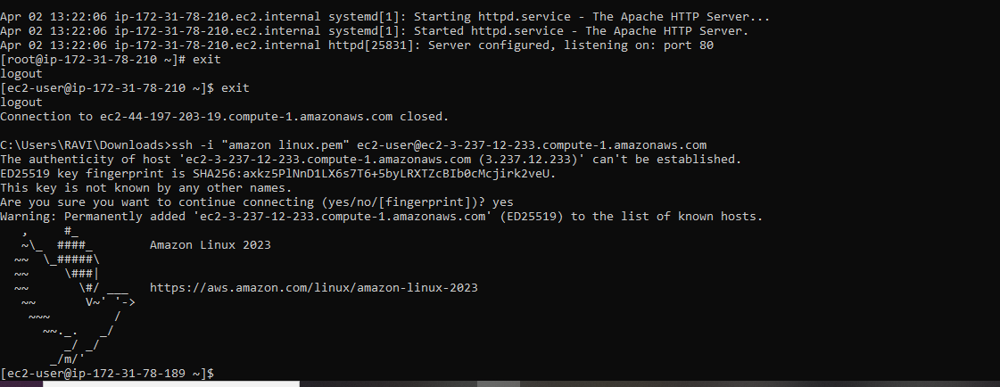 Apr 02 13:22:06 ip-172-31-78-210.ec2.internal systemd[1]: Starting httpd.service - The Apache HTTP Server...
Apr 02 13:22:06 ip-172-31-78-210.ec2.internal systemd[1]: Started httpd.service - The Apache HTTP Server.
Apr 02 13:22:06 ip-172-31-78-210.ec2.internal httpd[25831]: Server configured, listening on: port 80
[root@ip-172-31-78-210 ~]# exit
logout
[ec2-user@ip-172-31-78-210 ~]$ exit
logout
Connection to ec2-44-197-203-19.compute-1.amazonaws.com closed.

C:\Users\RAVI\Downloads>ssh -i "amazon linux.pem" ec2-user@ec2-3-237-12-233.compute-1.amazonaws.com
The authenticity of host 'ec2-3-237-12-233.compute-1.amazonaws.com (3.237.12.233)' can't be established.
ED25519 key fingerprint is SHA256:axkz5PlNnD1LX6s7T6+5byLRXTZcBIb0cMcjirk2veU.
This key is not known by any other names.
Are you sure you want to continue connecting (yes/no/[fingerprint])? yes
Warning: Permanently added 'ec2-3-237-12-233.compute-1.amazonaws.com' (ED25519) to the list of known hosts.
   ,     #_
   ~\_  ####_        Amazon Linux 2023
  ~~  \_#####\
  ~~     \###|
  ~~       \#/ ___   https://aws.amazon.com/linux/amazon-linux-2023
   ~~       V~' '->
    ~~~         /
      ~~._.   _/
         _/ _/
       _/m/'
[ec2-user@ip-172-31-78-189 ~]$